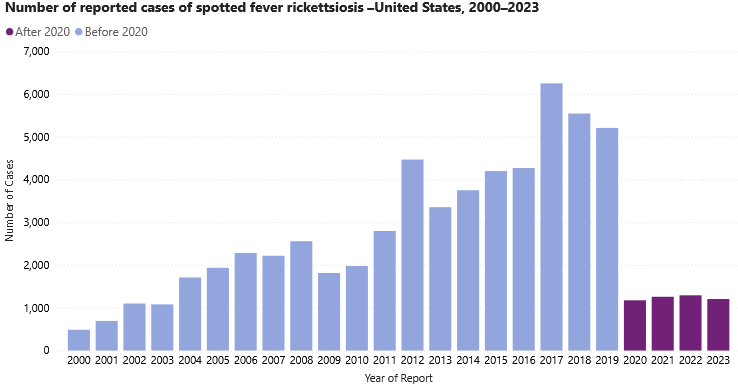 Number of reported cases of spotted fever rickettsiosis –United States, 2000–2023
After 2020 Before 2020
7,000
6,000
5,000
4,000
3,000
2,000
1,000
0
Number of Cases
2000 2001 2002 2003 2004 2005 2006 2007 2008 2009 2010 2011 2012 2013 2014 2015 2016 2017 2018 2019 2020 2021 2022 2023
Year of Report